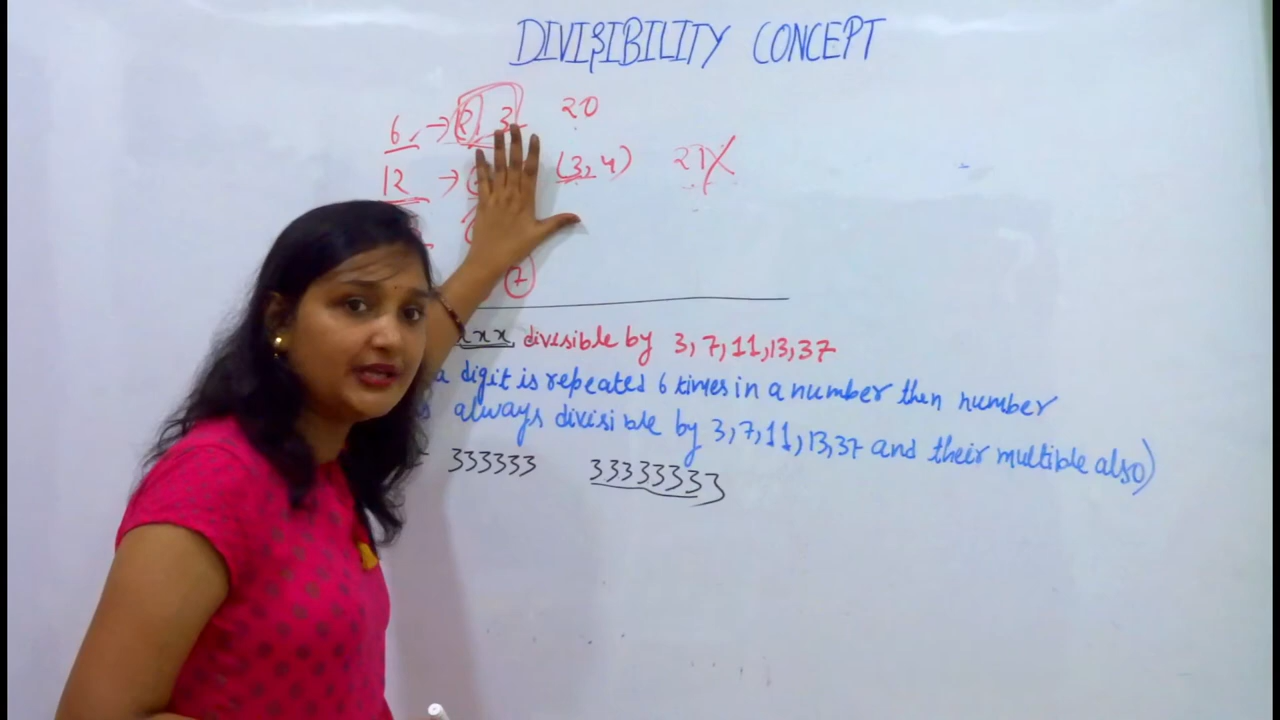 DIVISIBILITY CONCEPT
6 → 2, 3 20
12 → (3, 4) 27
7
xxx, divisible by 3, 7, 11, 13, 37
a digit is repeated 6 times in a number then number
always divisible by 3, 7, 11, 13, 37 and their multible also)
333333 33333333